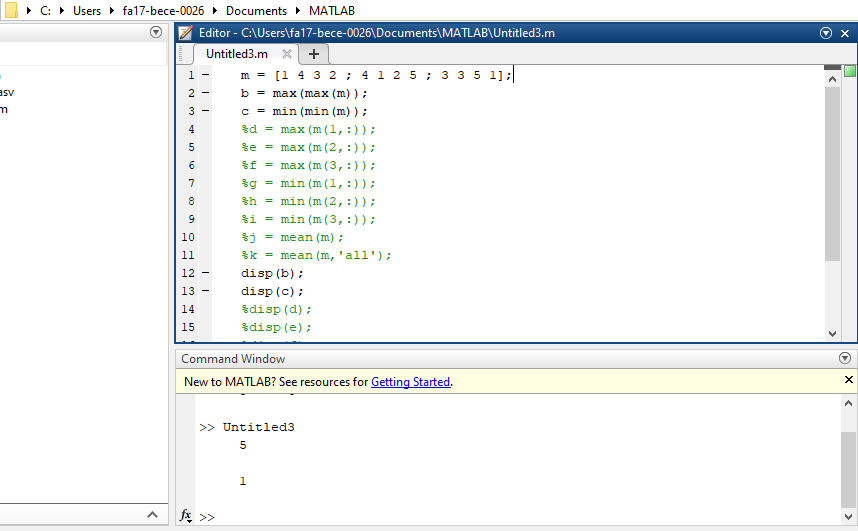 C: Users fa17-bece-0026 Documents MATLAB
asv
m
Editor - C:\Users\fa17-bece-0026\Documents\MATLAB\Untitled3.m
Untitled3.m
1 m = [1 4 3 2 ; 4 1 2 5 ; 3 3 5 1];
2 b = max(max(m));
3 c = min(min(m));
4 %d = max(m(1,:));
5 %e = max(m(2,:));
6 %f = max(m(3,:));
7 %g = min(m(1,:));
8 %h = min(m(2,:));
9 %i = min(m(3,:));
10 %j = mean(m);
11 %k = mean(m,'all');
12 disp(b);
13 disp(c);
14 %disp(d);
15 %disp(e);
Command Window
New to MATLAB? See resources for Getting Started.
>> Untitled3
5
1
fx >>